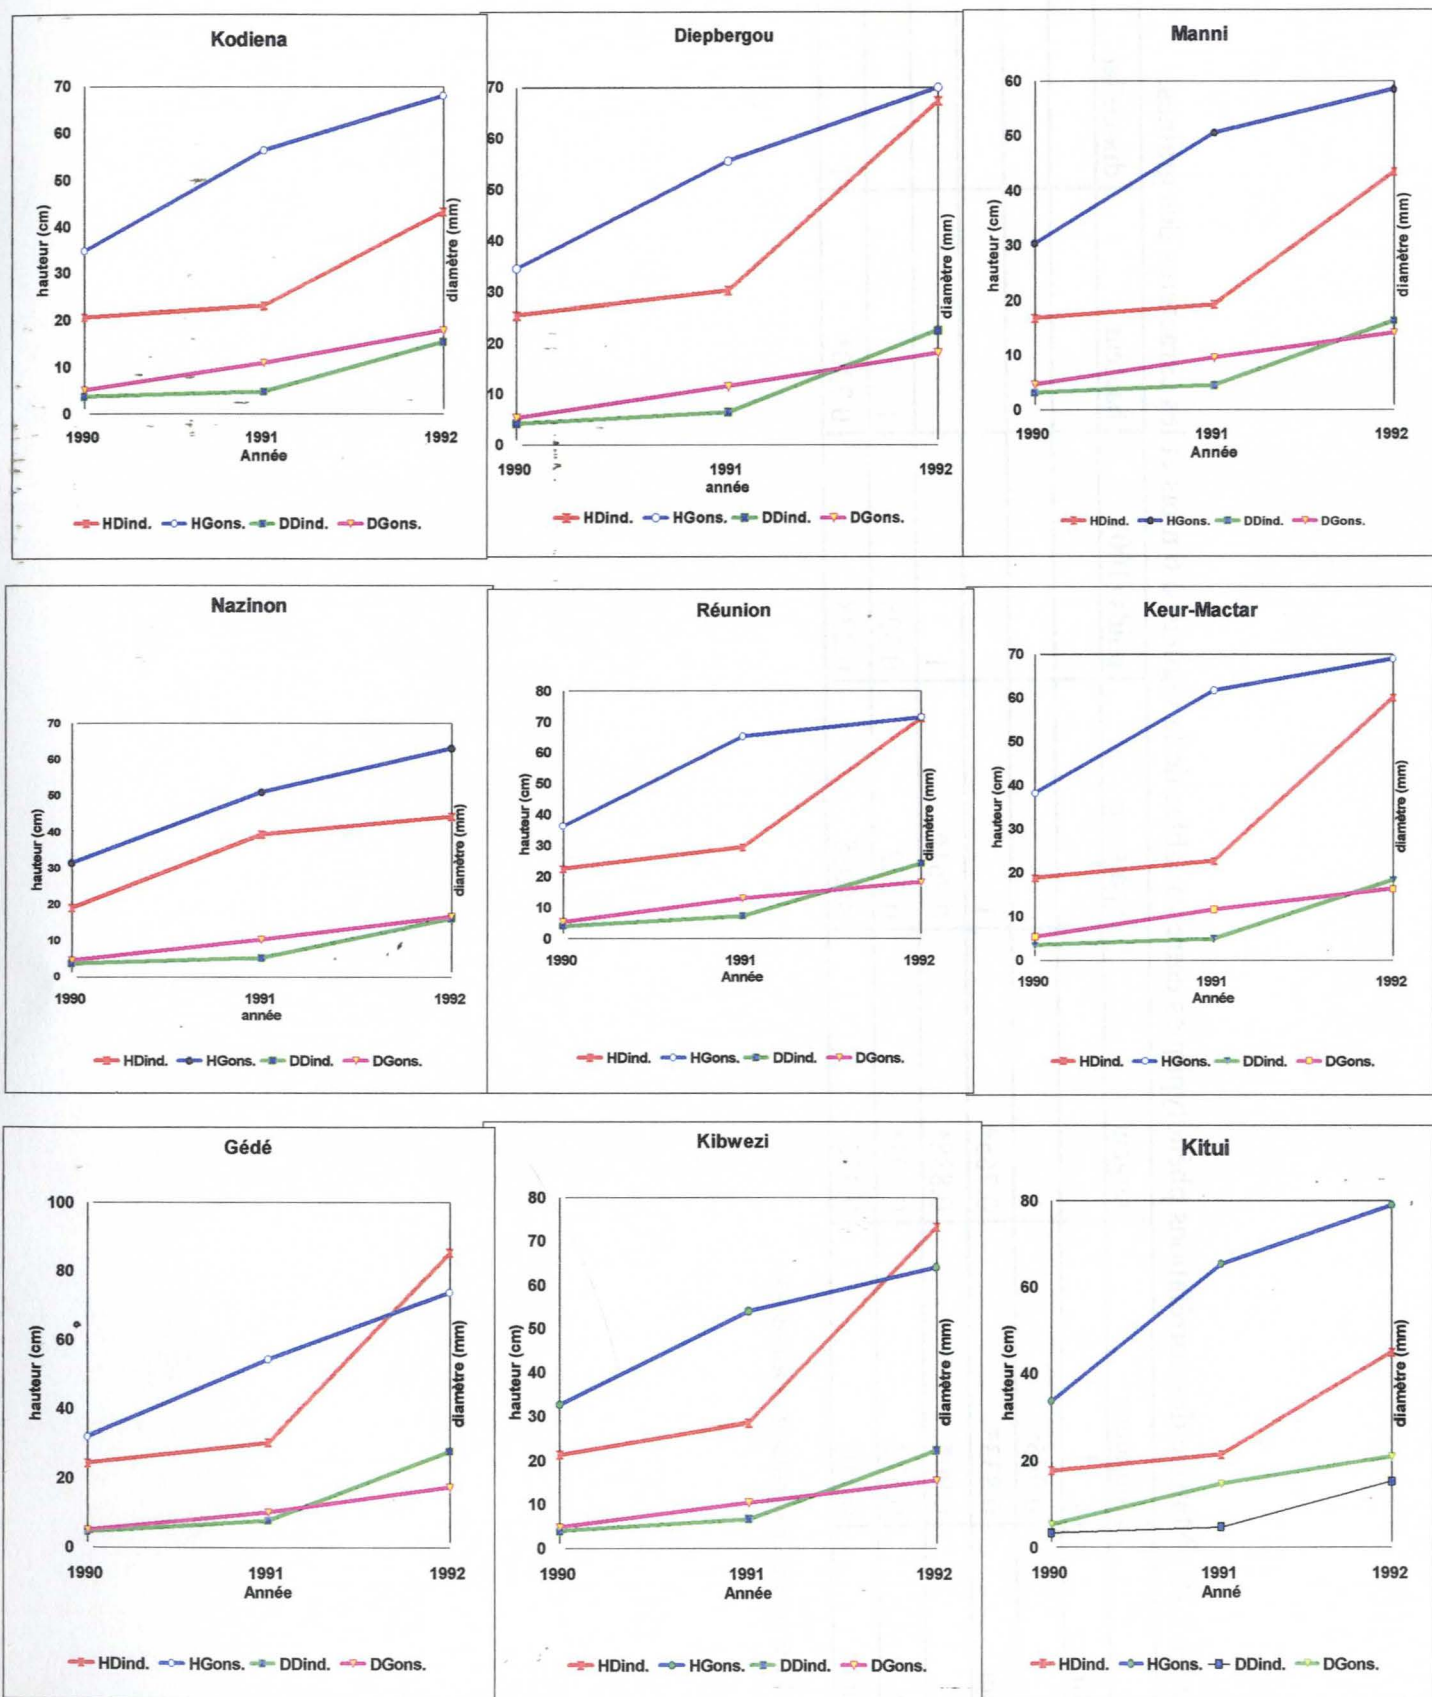 Kodiena
70
60
50
40
30
20
10
0
hauteur (cm)
diamètre (mm)
1990 1991 1992
Année
HDind. HGons. DDind. DGons.
Diepbergou
70
60
50
40
30
20
10
0
hauteur (cm)
diamètre (mm)
1990 1991 1992
année
HDind. HGons. DDind. DGons.
Manni
60
50
40
30
20
10
0
hauteur (cm)
diamètre (mm)
1990 1991 1992
Année
HDind. HGons. DDind. DGons.
Nazinon
70
60
50
40
30
20
10
0
hauteur (cm)
diamètre (mm)
1990 1991 1992
année
HDind. HGons. DDind. DGons.
Réunion
80
70
60
50
40
30
20
10
0
hauteur (cm)
diamètre (mm)
1990 1991 1992
Année
HDind. HGons. DDind. DGons.
Keur-Mactar
70
60
50
40
30
20
10
0
hauteur (cm)
diamètre (mm)
1990 1991 1992
Année
HDind. HGons. DDind. DGons.
Gédé
100
80
60
40
20
0
hauteur (cm)
diamètre (mm)
1990 1991 1992
Année
HDind. HGons. DDind. DGons.
Kibwezi
80
70
60
50
40
30
20
10
0
hauteur (cm)
diamètre (mm)
1990 1991 1992
Année
HDind. HGons. DDind. DGons.
Kitui
80
60
40
20
0
hauteur (cm)
diamètre (mm)
1990 1991 1992
Anné
HDind. HGons. DDind. DGons.